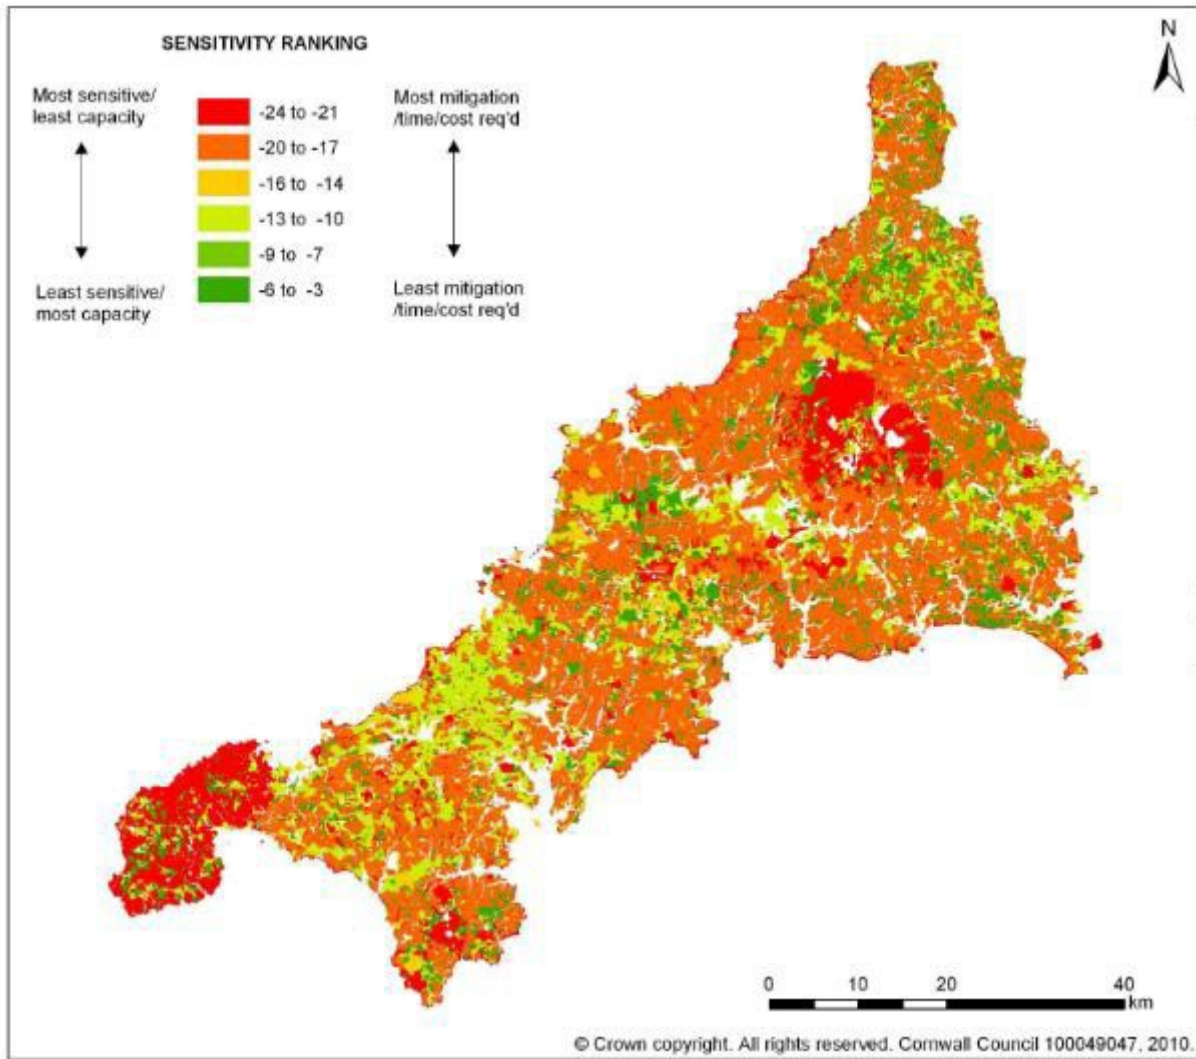 N
SENSITIVITY RANKING
Most sensitive/
least capacity
-24 to -21
Most mitigation
/time/cost req'd
-20 to -17
-16 to -14
-13 to -10
-9 to -7
Least sensitive/
most capacity
-6 to -3
Least mitigation
/time/cost req'd
0 10 20 40
km
© Crown copyright. All rights reserved. Cornwall Council 100049047, 2010.